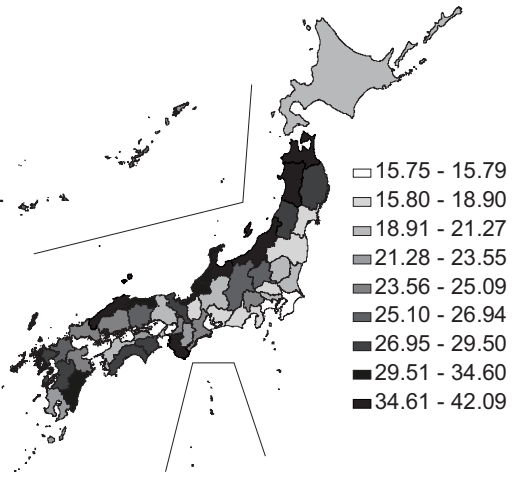 15.75 - 15.79
15.80 - 18.90
18.91 - 21.27
21.28 - 23.55
23.56 - 25.09
25.10 - 26.94
26.95 - 29.50
29.51 - 34.60
34.61 - 42.09